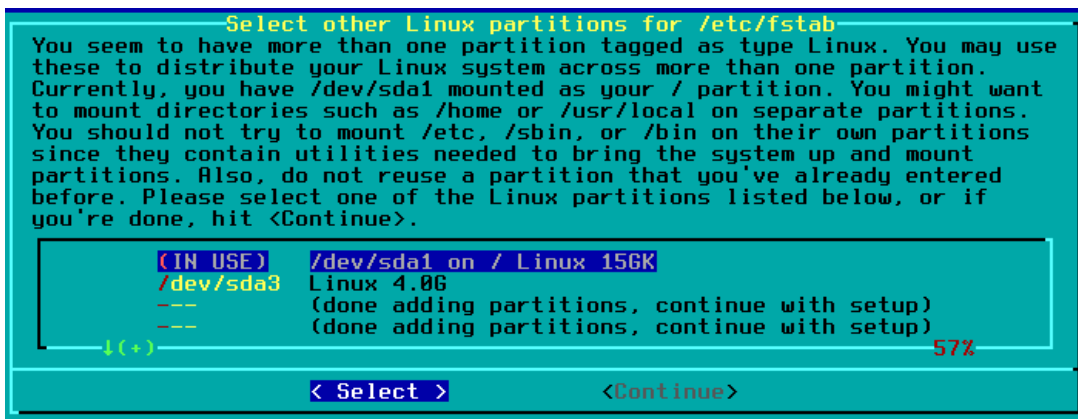 Select other Linux partitions for /etc/fstab
You seem to have more than one partition tagged as type Linux. You may use
these to distribute your Linux system across more than one partition.
Currently, you have /dev/sda1 mounted as your / partition. You might want
to mount directories such as /home or /usr/local on separate partitions.
You should not try to mount /etc, /sbin, or /bin on their own partitions
since they contain utilities needed to bring the system up and mount
partitions. Also, do not reuse a partition that you've already entered
before. Please select one of the Linux partitions listed below, or if
you're done, hit <Continue>.
(IN USE) /dev/sda1 on / Linux 15GK
/dev/sda3 Linux 4.0G
--- (done adding partitions, continue with setup)
--- (done adding partitions, continue with setup)
↓(+) 57%
< Select > <Continue>